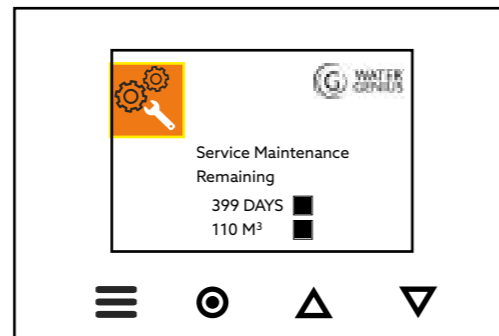 G WATER
GENIUS
Service Maintenance
Remaining
399 DAYS
110 M³